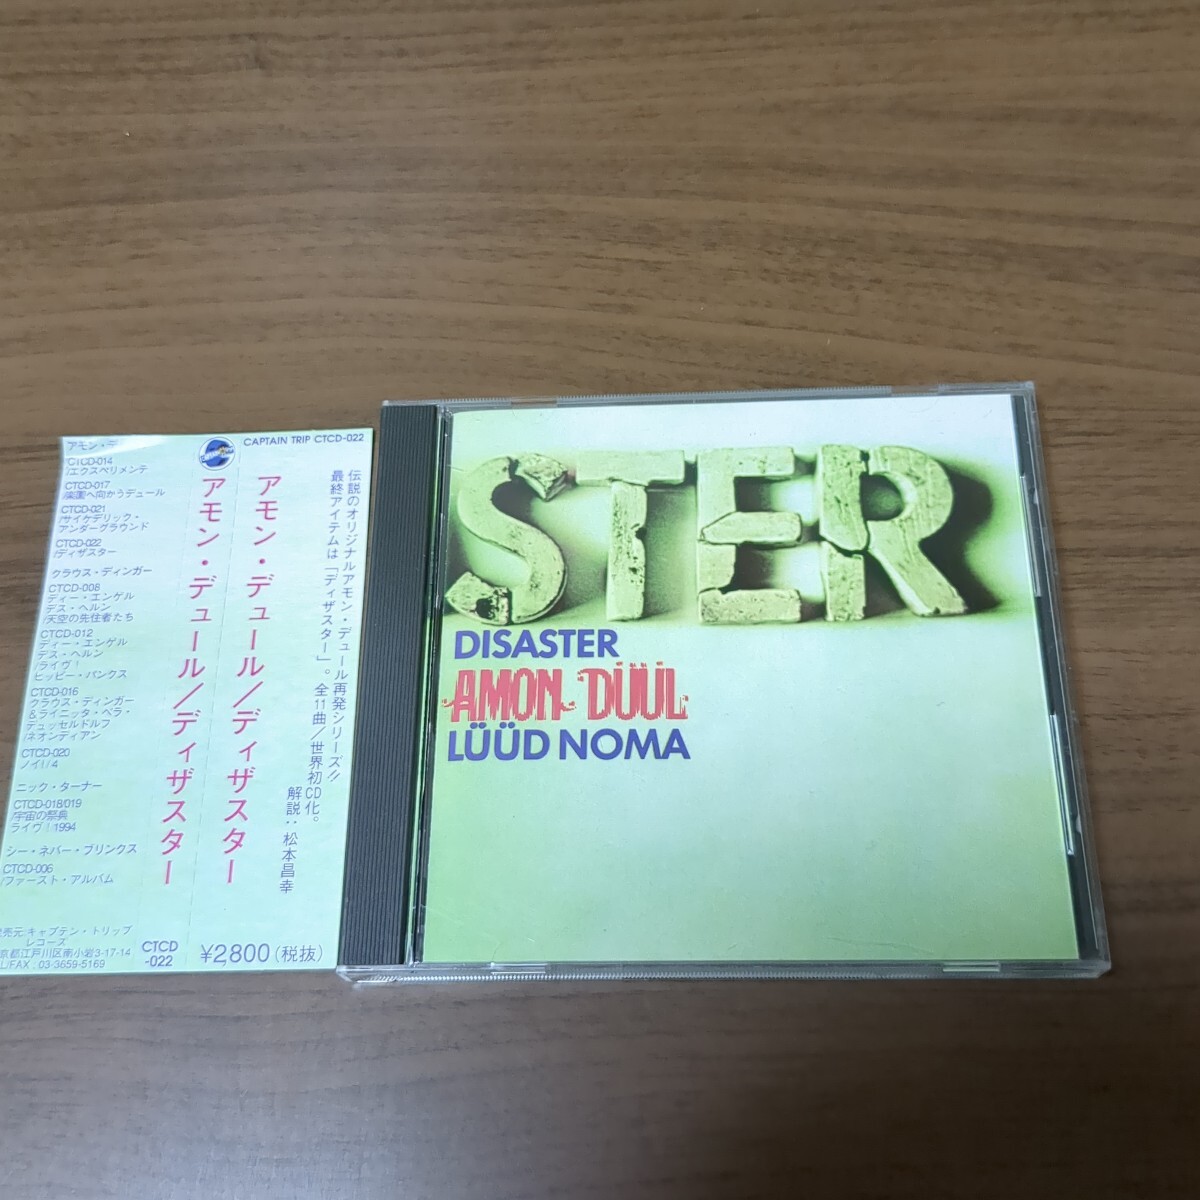 アモン・デ
CTCD-014
/エクスペリメンテ
CTCD-017
/楽園へ向かうデュール
CTCD-021
/サイケデリック・
アンダーグラウンド
CTCD-022
/ディザスター
クラウス・ディンガー
CTCD-008
ディー・エンゲル
デス・ヘルン
/天空の先住者たち
CTCD-012
ディー・エンゲル
デス・ヘルン
/ライヴ!
ヒッピー・パンクス
CTCD-016
クラウス・ディンガー
&ライニッタ・ベラ・
デュッセルドルフ
/ネオンディアン
CTCD-020
ノイ!/4
ニック・ターナー
CTCD-018/019
/宇宙の祭典
ライヴ!1994
シー・ネバー・ブリンクス
CTCD-006
/ファースト・アルバム
売元:キャプテン・トリップ
レコーズ
京都江戸川区南小岩3-17-14
L/FAX : 03-3659-5169
アモン・デュール/ディザスター
CTCD
-022
CAPTAIN TRIP CTCD-022
伝説のオリジナルアモン・デュール再発シリーズ!!
最終アイテムは「ディザスター」。全11曲/世界初CD化。
解説:松本昌幸
アモン・デュール/ディザスター
¥2,800(税抜)
STER
DISASTER
AMON DÜÜL
LÜÜD NOMA